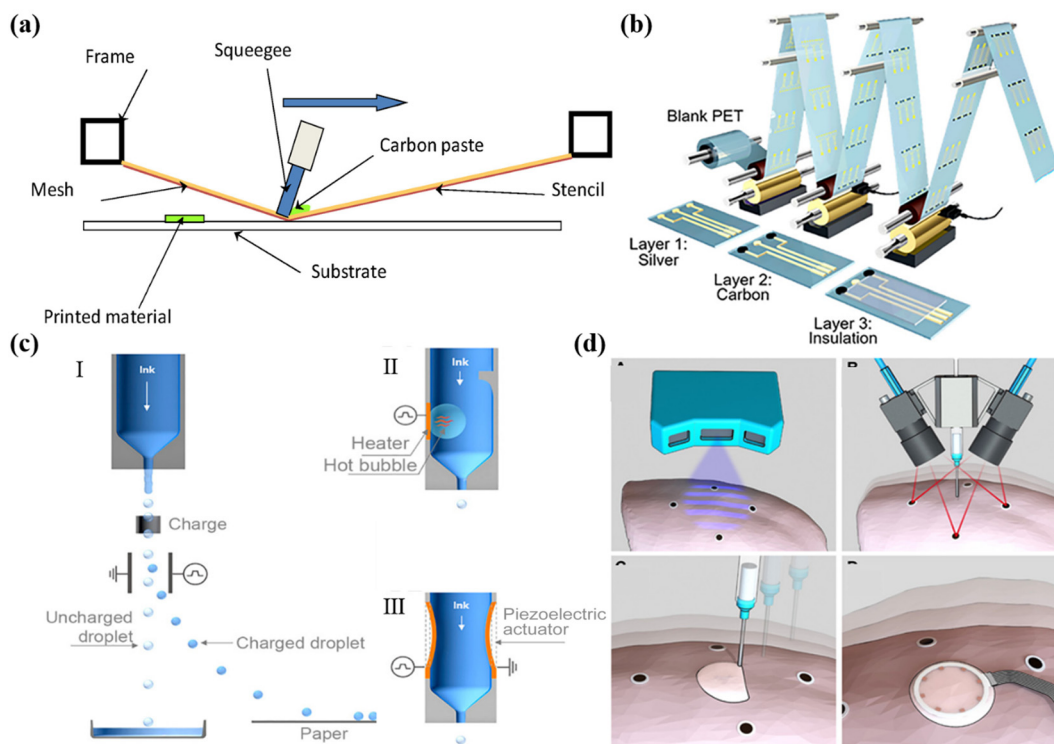 (a)
Frame
Squeegee
Carbon paste
Mesh
Stencil
Substrate
Printed material
(b)
Blank PET
Layer 1:
Silver
Layer 2:
Carbon
Layer 3:
Insulation
(c)
I
Ink
Charge
Uncharged
droplet
Charged droplet
Paper
II
Ink
Heater
Hot bubble
III
Ink
Piezoelectric
actuator
(d)